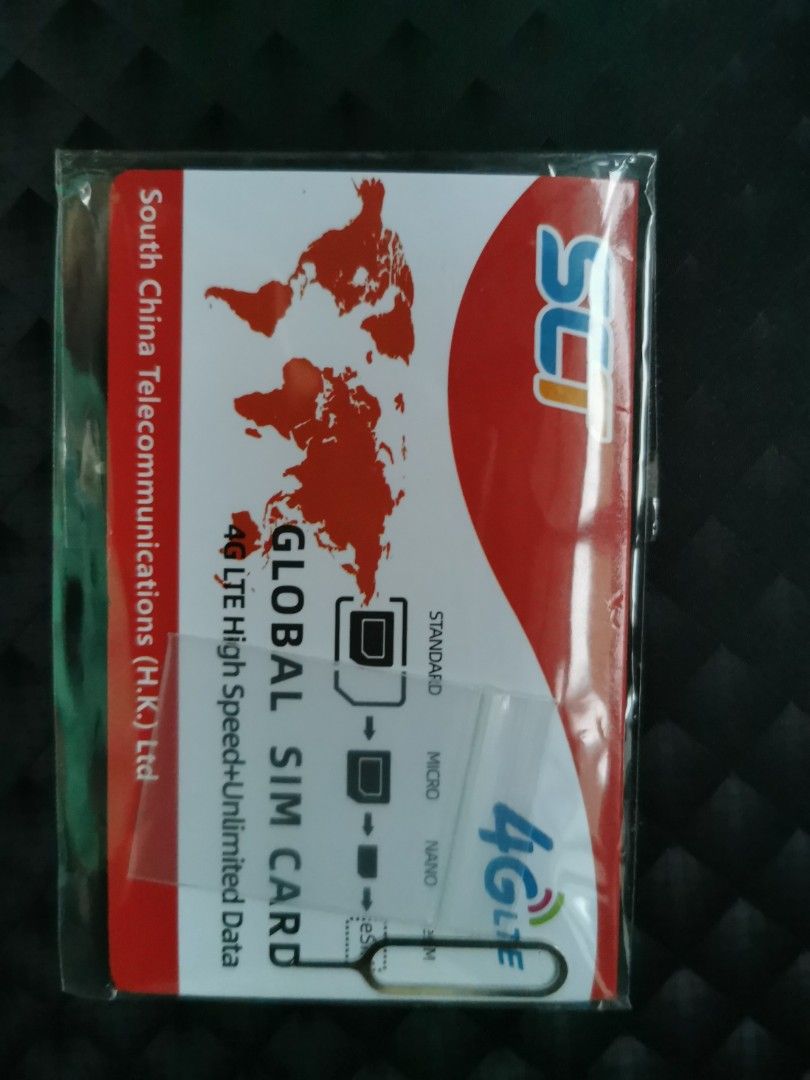 SCT
4G LTE
STANDARD MICRO NANO
GLOBAL SIM CARD
4G LTE High Speed+Unlimited Data
South China Telecommunications (H.K.) Ltd